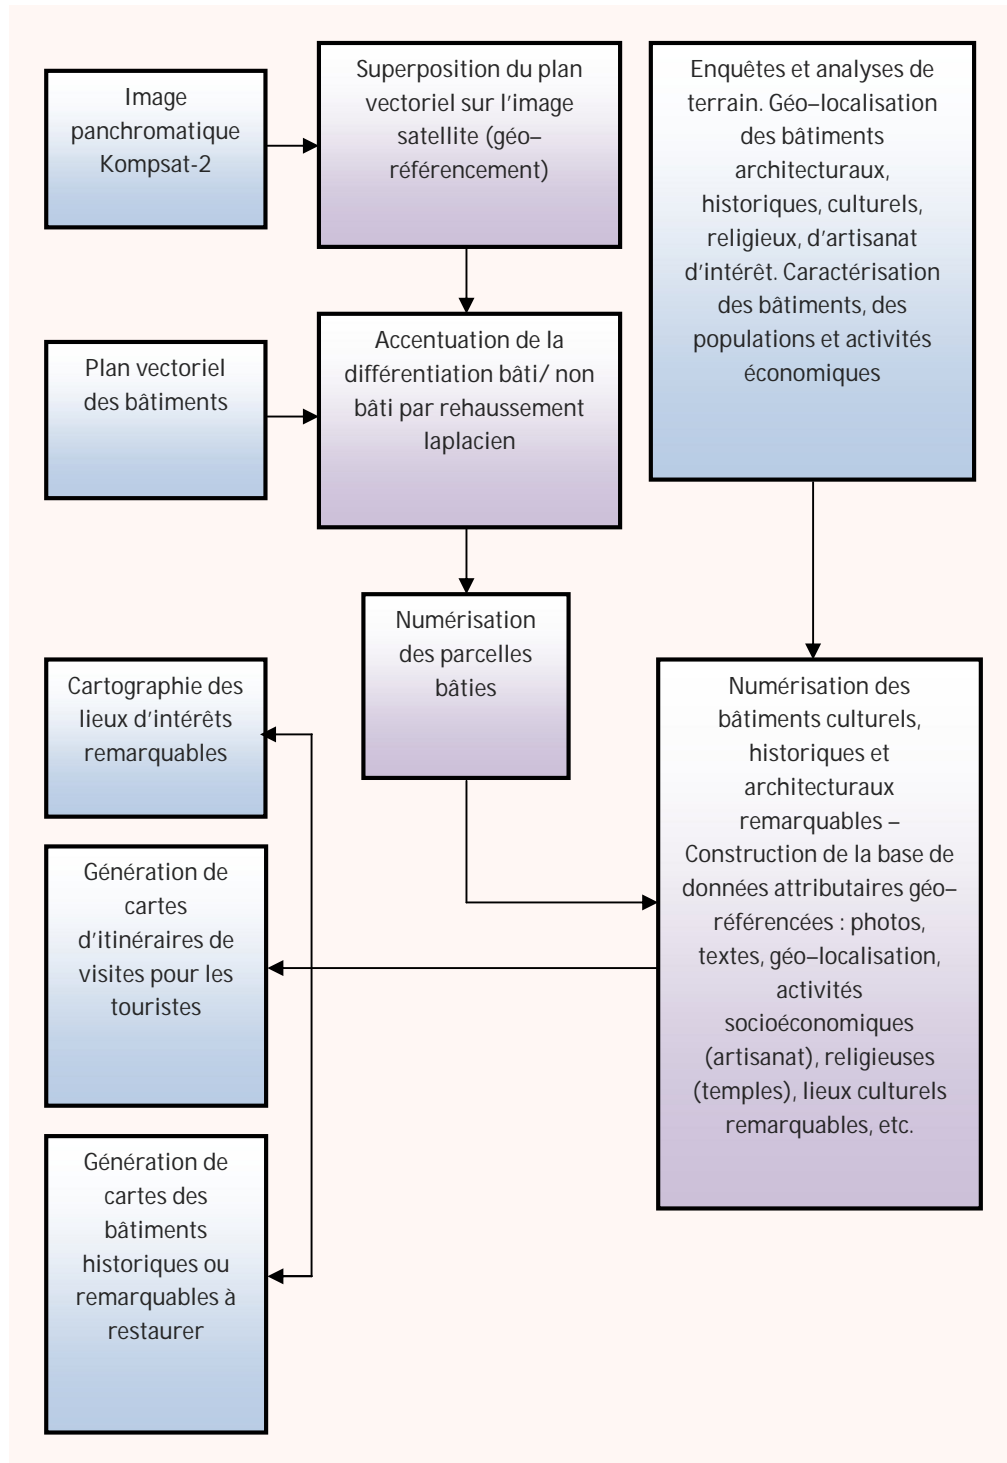 Image
panchromatique
Kompsat-2
Superposition du plan
vectoriel sur l’image
satellite (géo–
référencement)
Enquêtes et analyses de
terrain. Géo–localisation
des bâtiments
architecturaux,
historiques, culturels,
religieux, d’artisanat
d’intérêt. Caractérisation
des bâtiments, des
populations et activités
économiques
Plan vectoriel
des bâtiments
Accentuation de la
différentiation bâti/ non
bâti par rehaussement
laplacien
Numérisation
des parcelles
bâties
Numérisation des
bâtiments culturels,
historiques et
architecturaux
remarquables –
Construction de la base de
données attributaires géo–
référencées : photos,
textes, géo–localisation,
activités
socioéconomiques
(artisanat), religieuses
(temples), lieux culturels
remarquables, etc.
Cartographie des
lieux d’intérêts
remarquables
Génération de
cartes
d’itinéraires de
visites pour les
touristes
Génération de
cartes des
bâtiments
historiques ou
remarquables à
restaurer